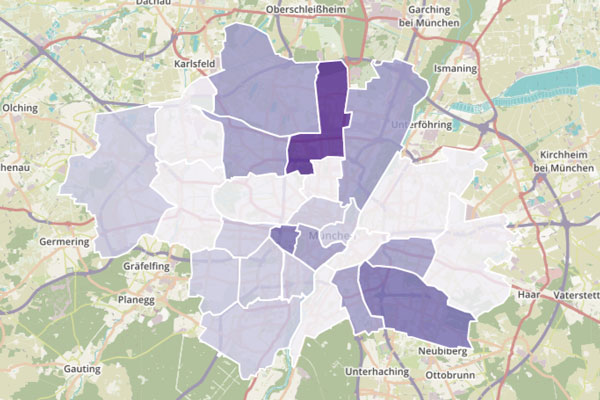 Dachau
Oberschleißheim
Garching
bei München
Karlsfeld
Ismaning
Olching
Unterföhring
Kirchheim
bei München
henau
München
Germering
Gräfelfing
Planegg
Haar
Vaterstett
Neubiberg
Gauting
Unterhaching
Ottobrunn